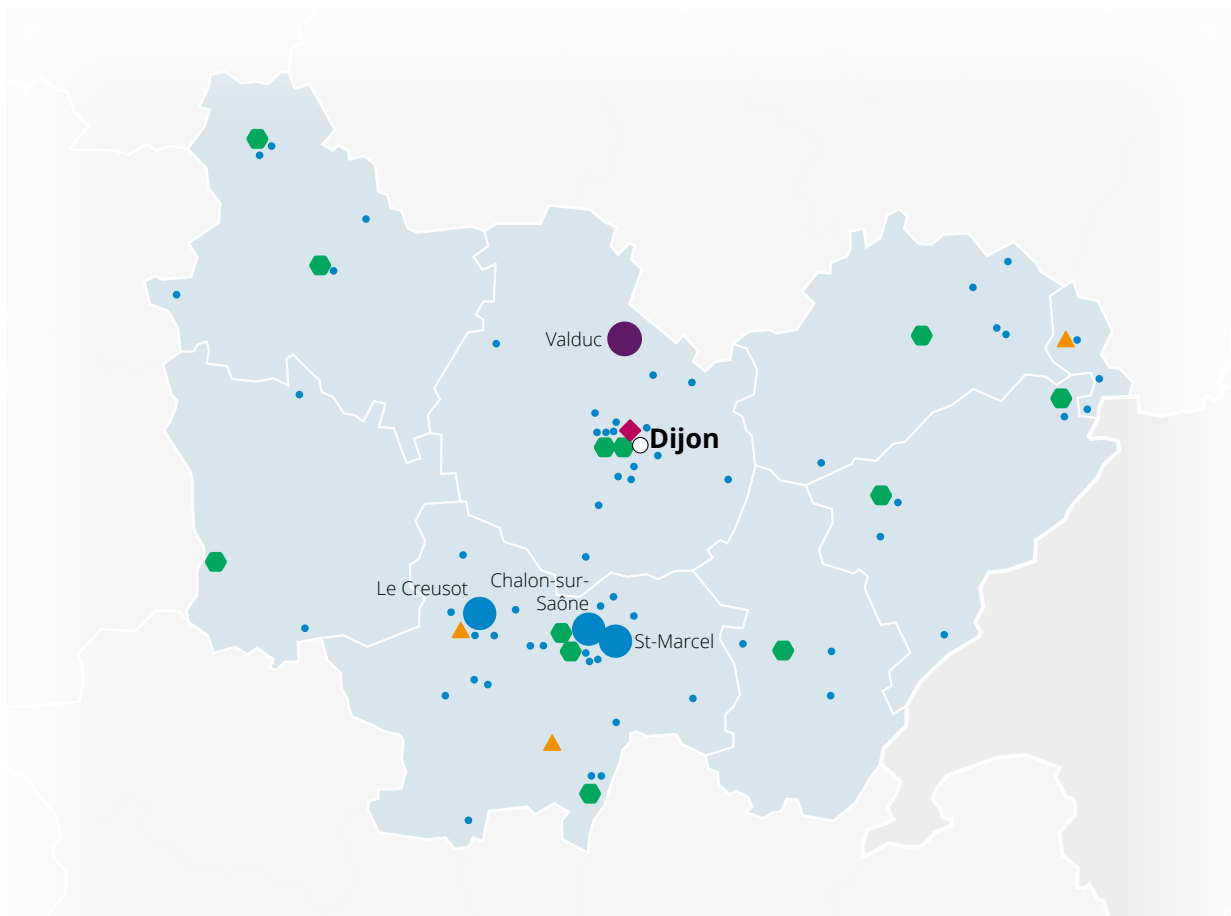 Valduc
Dijon
Le Creusot
Chalon-sur-
Saône
St-Marcel